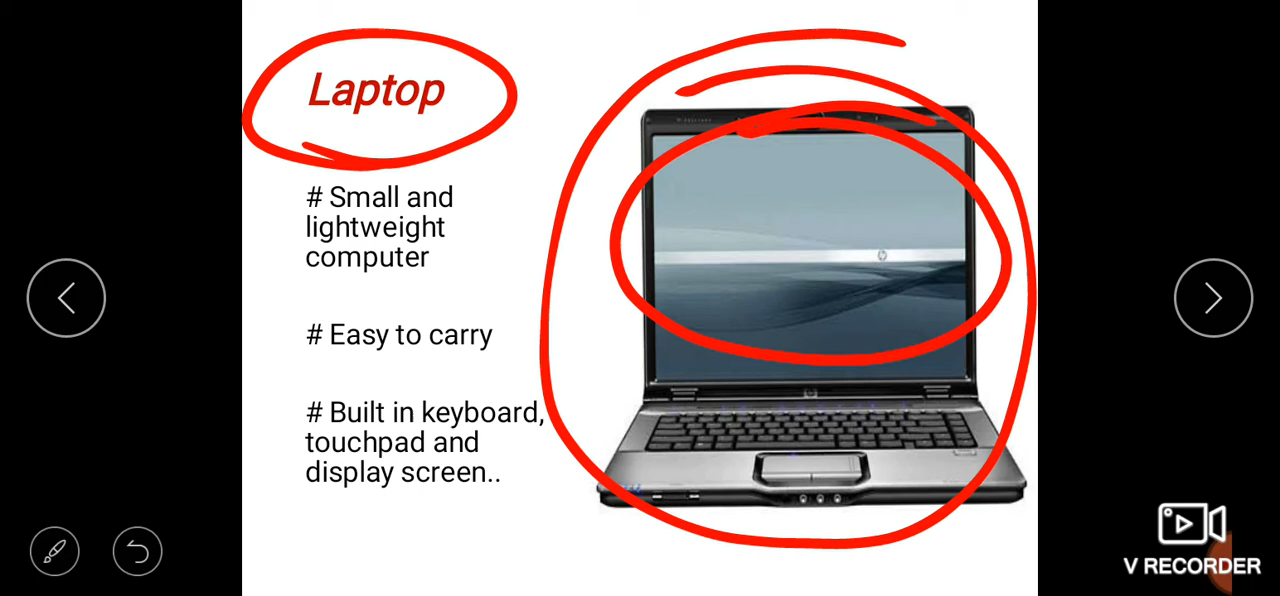 Laptop
# Small and
lightweight
computer
# Easy to carry
# Built in keyboard,
touchpad and
display screen..
V RECORDER